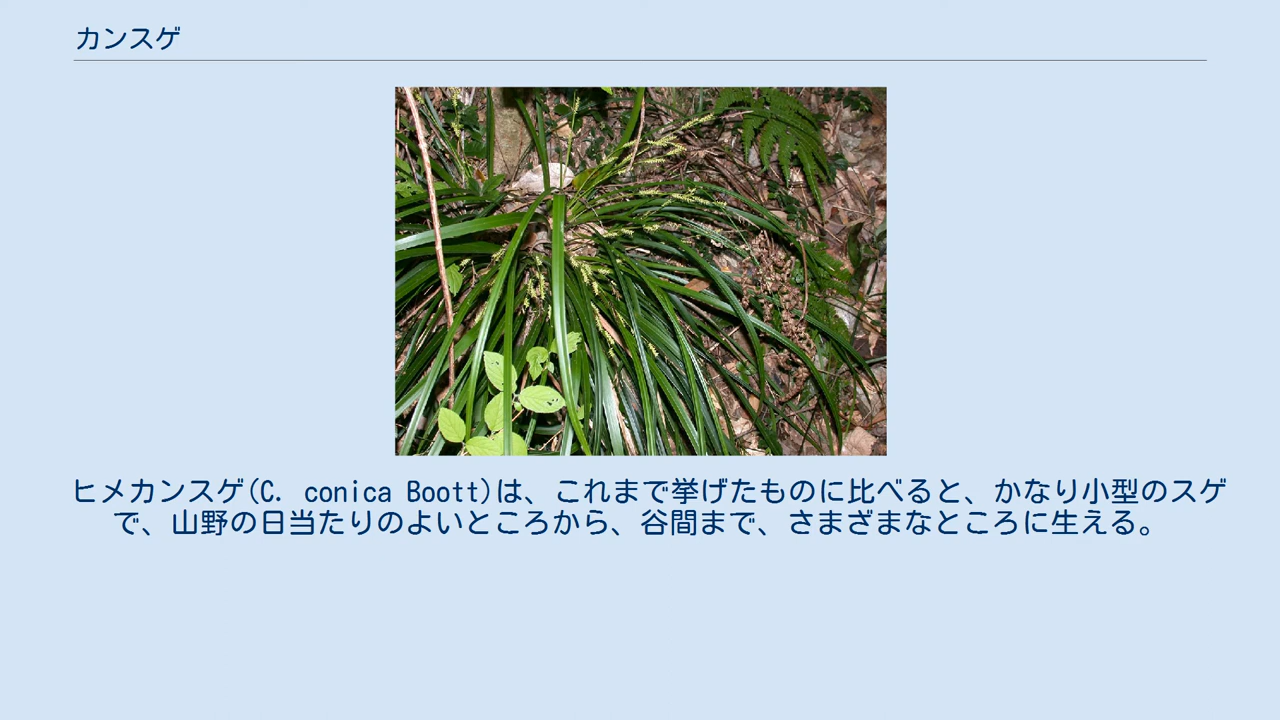 カンスゲ
ヒメカンスゲ(C. conica Boott)は、これまで挙げたものに比べると、かなり小型のスゲ
で、山野の日当たりのよいところから、谷間まで、さまざまなところに生える。